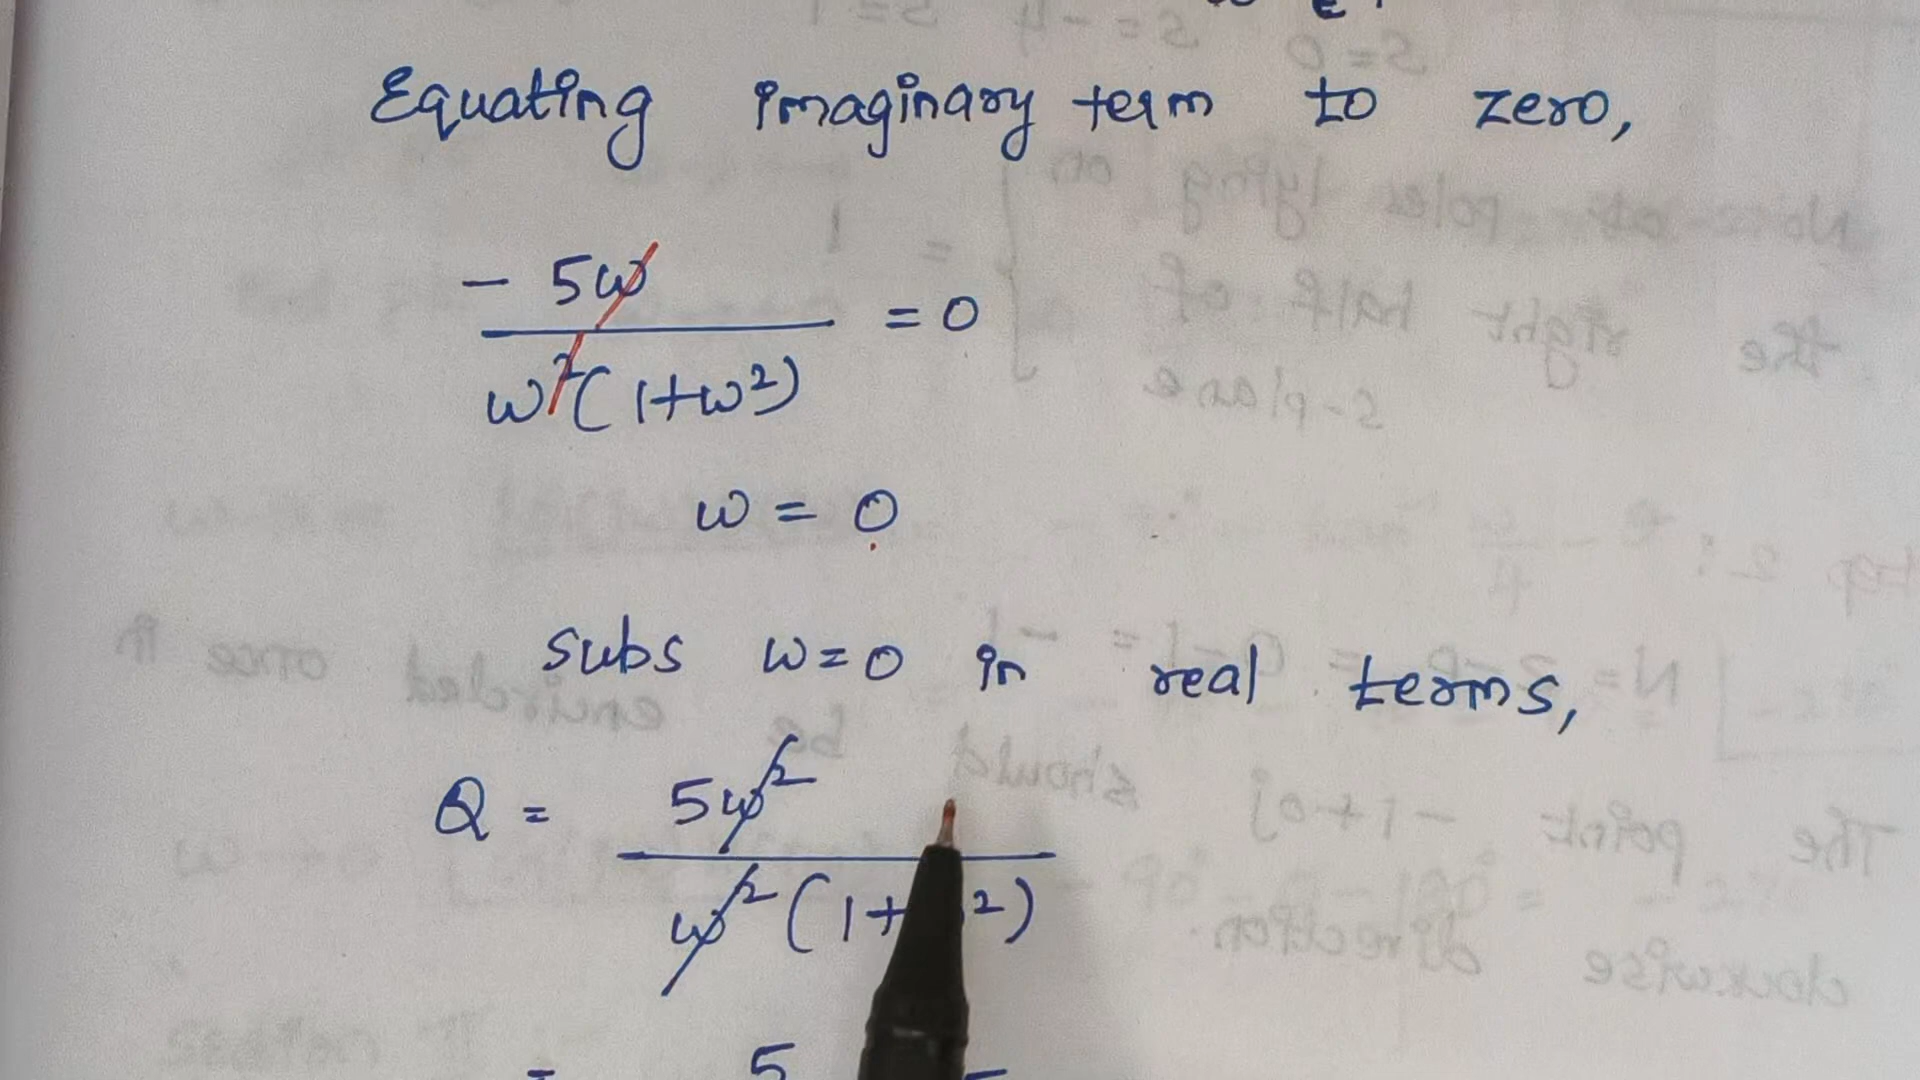 Equating imaginary term to zero,
- 5ω
ω²(1+ω²) = 0
ω = 0
subs ω=0 in real terms,
Q = 5ω²
ω²(1+ ²)
= 5